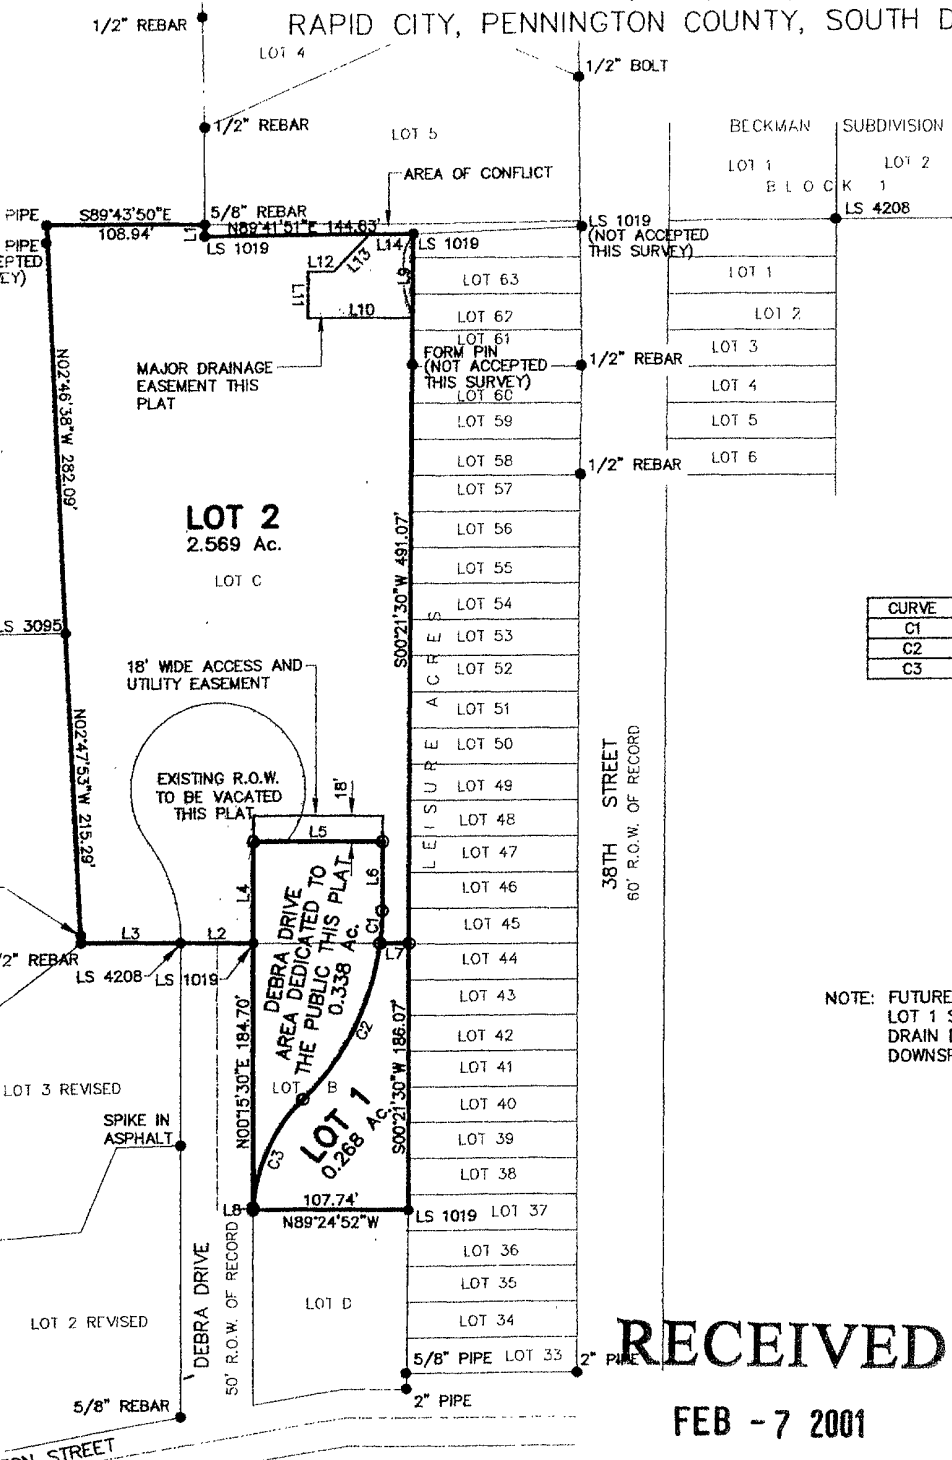 RAPID CITY, PENNINGTON COUNTY, SOUTH D
1/2" REBAR
LOT 4
1/2" BOLT
1/2" REBAR
LOT 5
BECKMAN
SUBDIVISION
LOT 1
LOT 2
BLOCK 1
AREA OF CONFLICT
PIPE
S89°43'50"E
108.94'
5/8" REBAR
L1
N89°41'51"E 144.63'
LS 1019
L14
LS 1019
LS 1019
(NOT ACCEPTED
THIS SURVEY)
LS 4208
PIPE
EPTED
EY)
L12
L13
L9
L11
L10
LOT 63
LOT 62
LOT 61
LOT 1
LOT 2
LOT 3
LOT 4
LOT 5
LOT 6
FORM PIN
(NOT ACCEPTED
THIS SURVEY)
1/2" REBAR
MAJOR DRAINAGE
EASEMENT THIS
PLAT
N02°46'38"W 282.09'
LOT 60
LOT 59
LOT 58
1/2" REBAR
LOT 57
LOT 2
2.569 Ac.
LOT C
S00°21'30"W 491.07'
LOT 56
LOT 55
LOT 54
LOT 53
LOT 52
LOT 51
LOT 50
LOT 49
LOT 48
LOT 47
LOT 46
LOT 45
LOT 44
LOT 43
LOT 42
LOT 41
LOT 40
LOT 39
LOT 38
LOT 37
LOT 36
LOT 35
LOT 34
LOT 33
LEISURE ACRES
38TH STREET
60' R.O.W. OF RECORD
CURVE
C1
C2
C3
LS 3095
18' WIDE ACCESS AND
UTILITY EASEMENT
N02°47'53"W 215.29'
EXISTING R.O.W.
TO BE VACATED
THIS PLAT
18'
L5
L4
L6
C1
L3
L2
L7
/2" REBAR
LS 4208
LS 1019
DEBRA DRIVE
AREA DEDICATED TO
THE PUBLIC THIS PLAT
0.338 Ac.
C2
NOTE: FUTURE
LOT 1 S
DRAIN
DOWNSP
N00°15'30"E 184.70'
S00°21'30"W 186.07'
LOT B
LOT 1
0.268 Ac.
C3
LOT 3 REVISED
SPIKE IN
ASPHALT
L8
107.74'
N89°24'52"W
LS 1019
DEBRA DRIVE
50' R.O.W. OF RECORD
LOT D
LOT 2 REVISED
5/8" PIPE
2" PIPE
2" PIPE
5/8" REBAR
STREET
RECEIVED
FEB - 7 2001